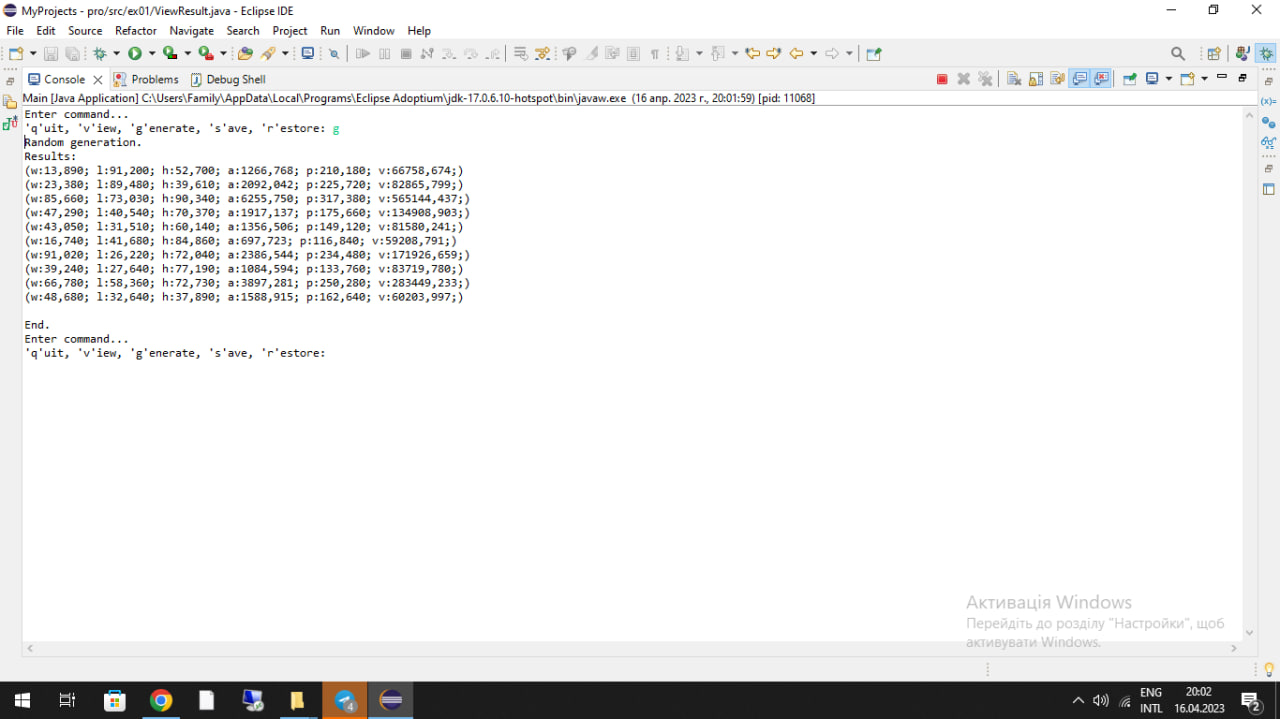 MyProjects - pro/src/ex01/ViewResult.java - Eclipse IDE
File Edit Source Refactor Navigate Search Project Run Window Help
Console Problems Debug Shell
Main [Java Application] C:\Users\Family\AppData\Local\Programs\Eclipse Adoptium\jdk-17.0.6.10-hotspot\bin\javaw.exe (16 апр. 2023 г., 20:01:59) [pid: 11068]
Enter command...
'q'uit, 'v'iew, 'g'enerate, 's'ave, 'r'estore: g
Random generation.
Results:
(w:13,890; l:91,200; h:52,700; a:1266,768; p:210,180; v:66758,674;)
(w:23,380; l:89,480; h:39,610; a:2092,042; p:225,720; v:82865,799;)
(w:85,660; l:73,030; h:90,340; a:6255,750; p:317,380; v:565144,437;)
(w:47,290; l:40,540; h:70,370; a:1917,137; p:175,660; v:134908,903;)
(w:43,050; l:31,510; h:60,140; a:1356,506; p:149,120; v:81580,241;)
(w:16,740; l:41,680; h:84,860; a:697,723; p:116,840; v:59208,791;)
(w:91,020; l:26,220; h:72,040; a:2386,544; p:234,480; v:171926,659;)
(w:39,240; l:27,640; h:77,190; a:1084,594; p:133,760; v:83719,780;)
(w:66,780; l:58,360; h:72,730; a:3897,281; p:250,280; v:283449,233;)
(w:48,680; l:32,640; h:37,890; a:1588,915; p:162,640; v:60203,997;)
End.
Enter command...
'q'uit, 'v'iew, 'g'enerate, 's'ave, 'r'estore:
Активація Windows
Перейдіть до розділу "Настройки", щоб
активувати Windows.
4
ENG
INTL
20:02
16.04.2023
2